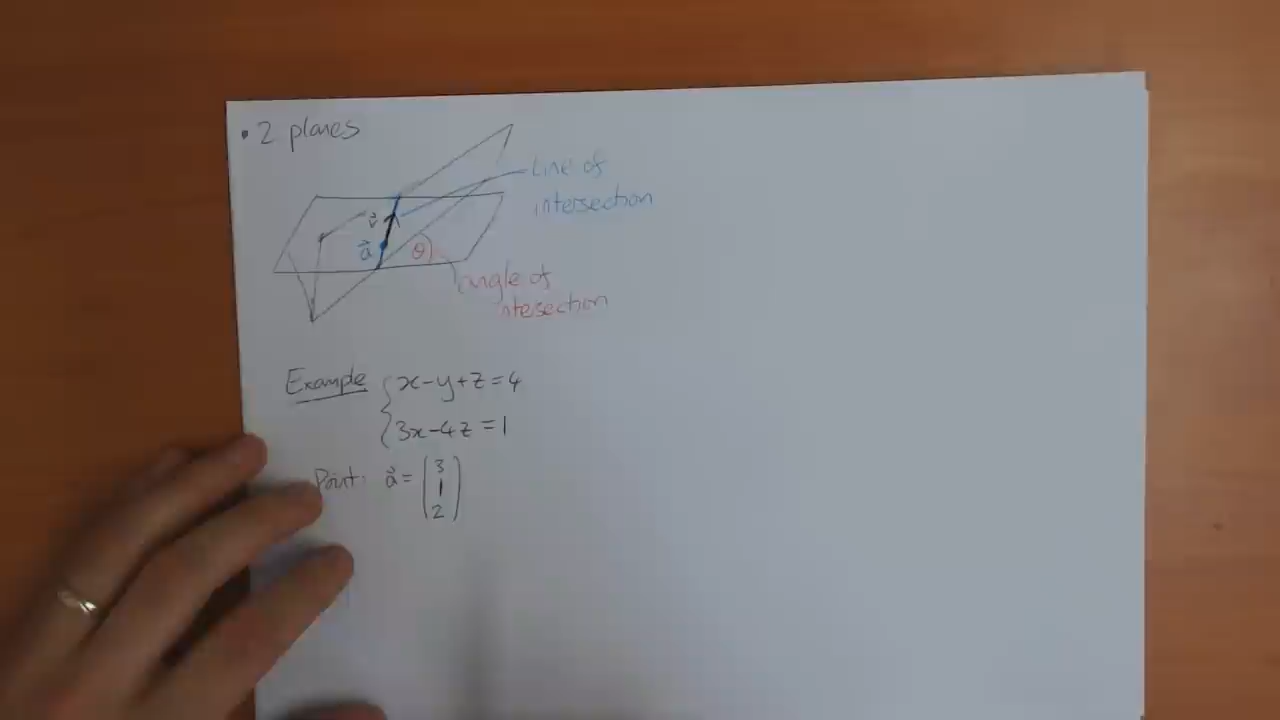 • 2 planes
Line of
intersection
v⃗
a⃗
θ
angle of
intersection
Example { x-y+z=4
3x-4z=1
Point: a⃗ = (3
1
2)